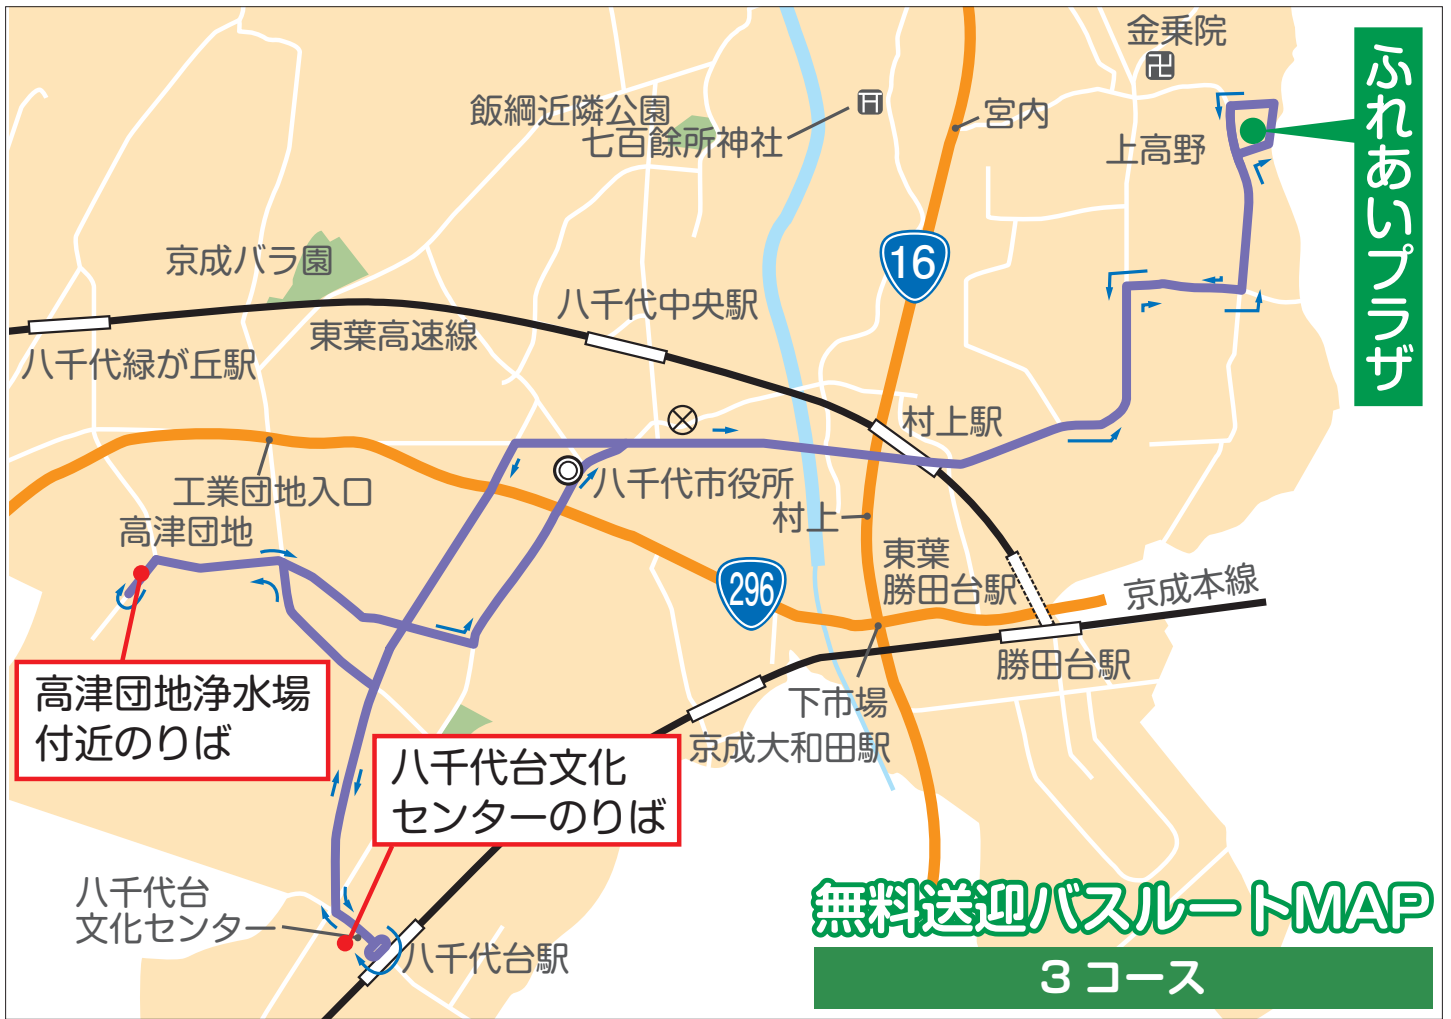 金乗院
飯綱近隣公園
七百餘所神社
宮内
上高野
ふれあいプラザ
京成バラ園
16
八千代中央駅
東葉高速線
八千代緑が丘駅
村上駅
工業団地入口
八千代市役所
村上
高津団地
東葉
勝田台駅
296
京成本線
勝田台駅
高津団地浄水場
付近のりば
下市場
京成大和田駅
八千代台文化
センターのりば
八千代台
文化センター
八千代台駅
無料送迎バスルートMAP
3 コース